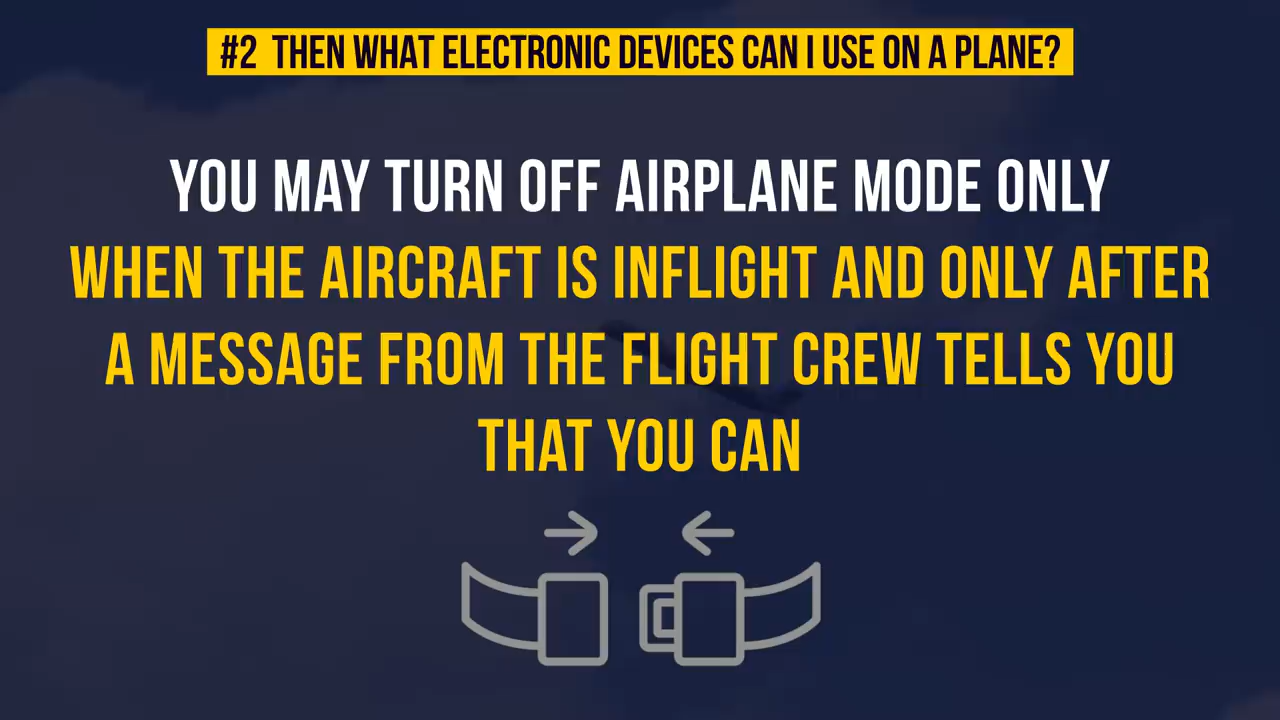 #2 THEN WHAT ELECTRONIC DEVICES CAN I USE ON A PLANE?
YOU MAY TURN OFF AIRPLANE MODE ONLY
WHEN THE AIRCRAFT IS INFLIGHT AND ONLY AFTER
A MESSAGE FROM THE FLIGHT CREW TELLS YOU
THAT YOU CAN